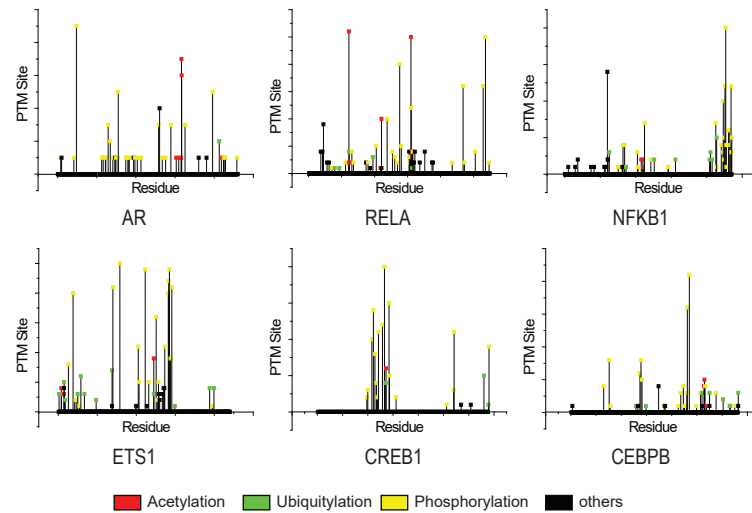 PTM Site
Residue
AR
PTM Site
Residue
RELA
PTM Site
Residue
NFKB1
PTM Site
Residue
ETS1
PTM Site
Residue
CREB1
PTM Site
Residue
CEBPB
Acetylation Ubiquitylation Phosphorylation others